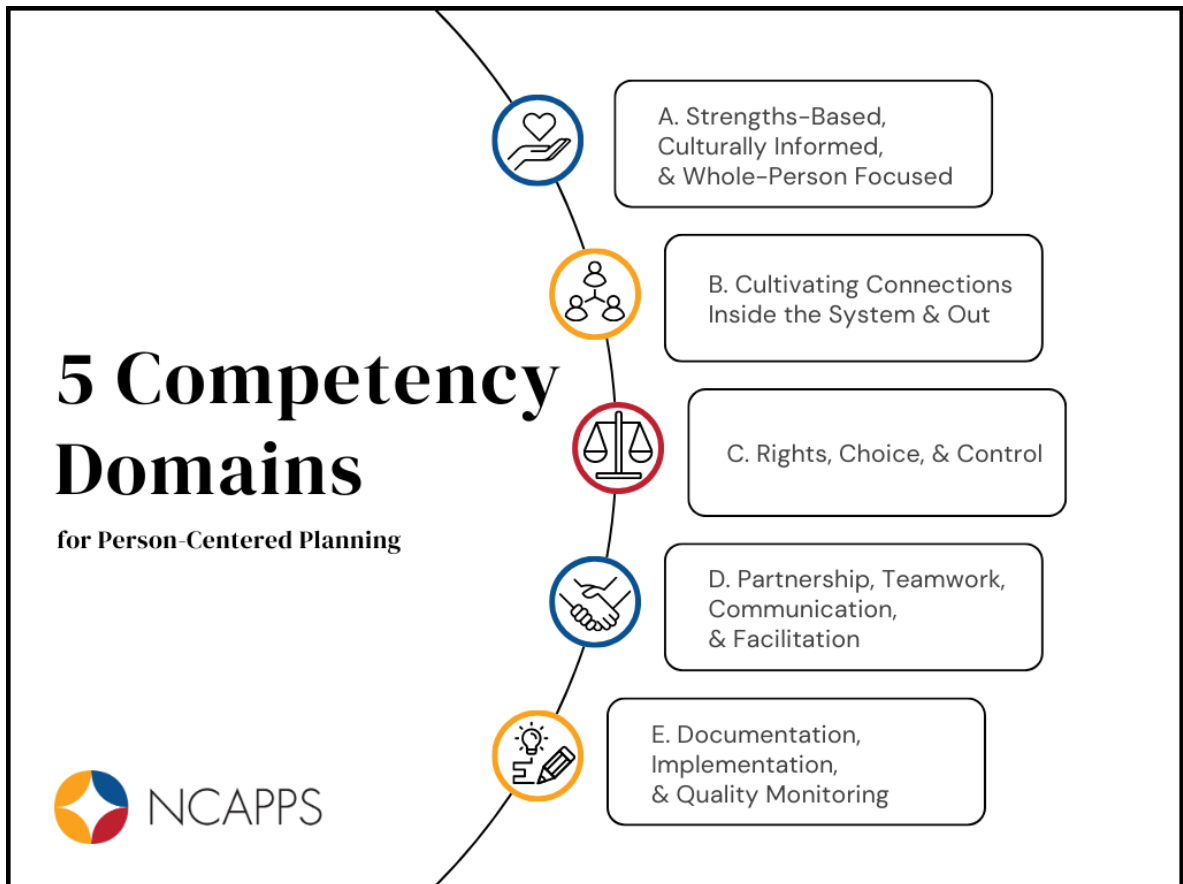 5 Competency
Domains
for Person-Centered Planning
A. Strengths-Based,
Culturally Informed,
& Whole-Person Focused
B. Cultivating Connections
Inside the System & Out
C. Rights, Choice, & Control
D. Partnership, Teamwork,
Communication,
& Facilitation
E. Documentation,
Implementation,
& Quality Monitoring
NCAPPS